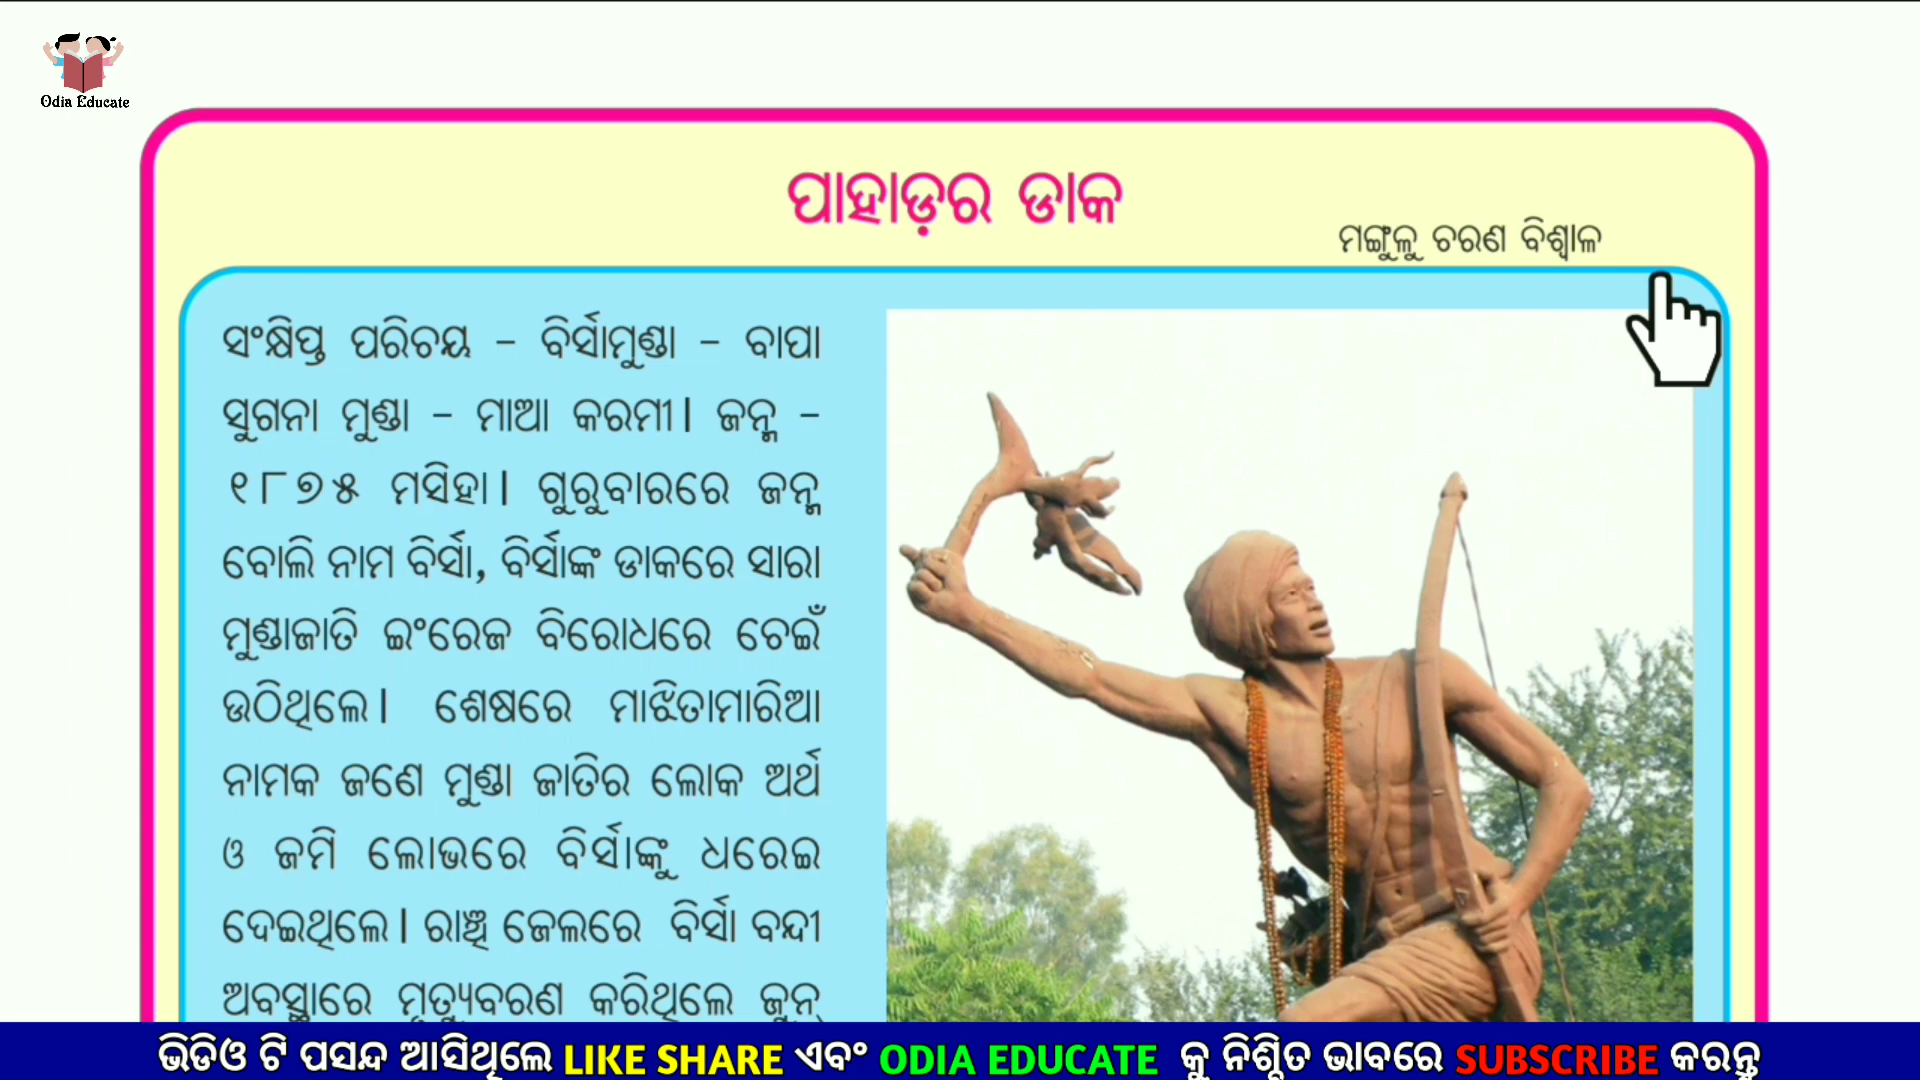 Odia Educate
ପାହାଡ଼ର ଡାକ
ମଙ୍ଗୁଳୁ ଚରଣ ବିଶ୍ୱାଳ
ସଂକ୍ଷିପ୍ତ ପରିଚୟ – ବିର୍ସାମୁଣ୍ଡା – ବାପା
ସୁଗନା ମୁଣ୍ଡା – ମାଆ କରମୀ। ଜନ୍ମ –
୧୮୭୫ ମସିହା। ଗୁରୁବାରରେ ଜନ୍ମ
ବୋଲି ନାମ ବିର୍ସା, ବିର୍ସାଙ୍କ ଡାକରେ ସାରା
ମୁଣ୍ଡାଜାତି ଇଂରେଜ ବିରୋଧରେ ଚେଇଁ
ଉଠିଥିଲେ। ଶେଷରେ ମାଝିତାମାରିଆ
ନାମକ ଜଣେ ମୁଣ୍ଡା ଜାତିର ଲୋକ ଅର୍ଥ
ଓ ଜମି ଲୋଭରେ ବିର୍ସାଙ୍କୁ ଧରେଇ
ଦେଇଥିଲେ। ରାଞ୍ଚି ଜେଲରେ ବିର୍ସା ବନ୍ଦୀ
ଅବସ୍ଥାରେ ମୃତ୍ୟୁବରଣ କରିଥିଲେ ଜୁନ୍
ଭିଡିଓ ଟି ପସନ୍ଦ ଆସିଥିଲେ LIKE SHARE ଏବଂ ODIA EDUCATE କୁ ନିଶ୍ଚିତ ଭାବରେ SUBSCRIBE କରନ୍ତୁ